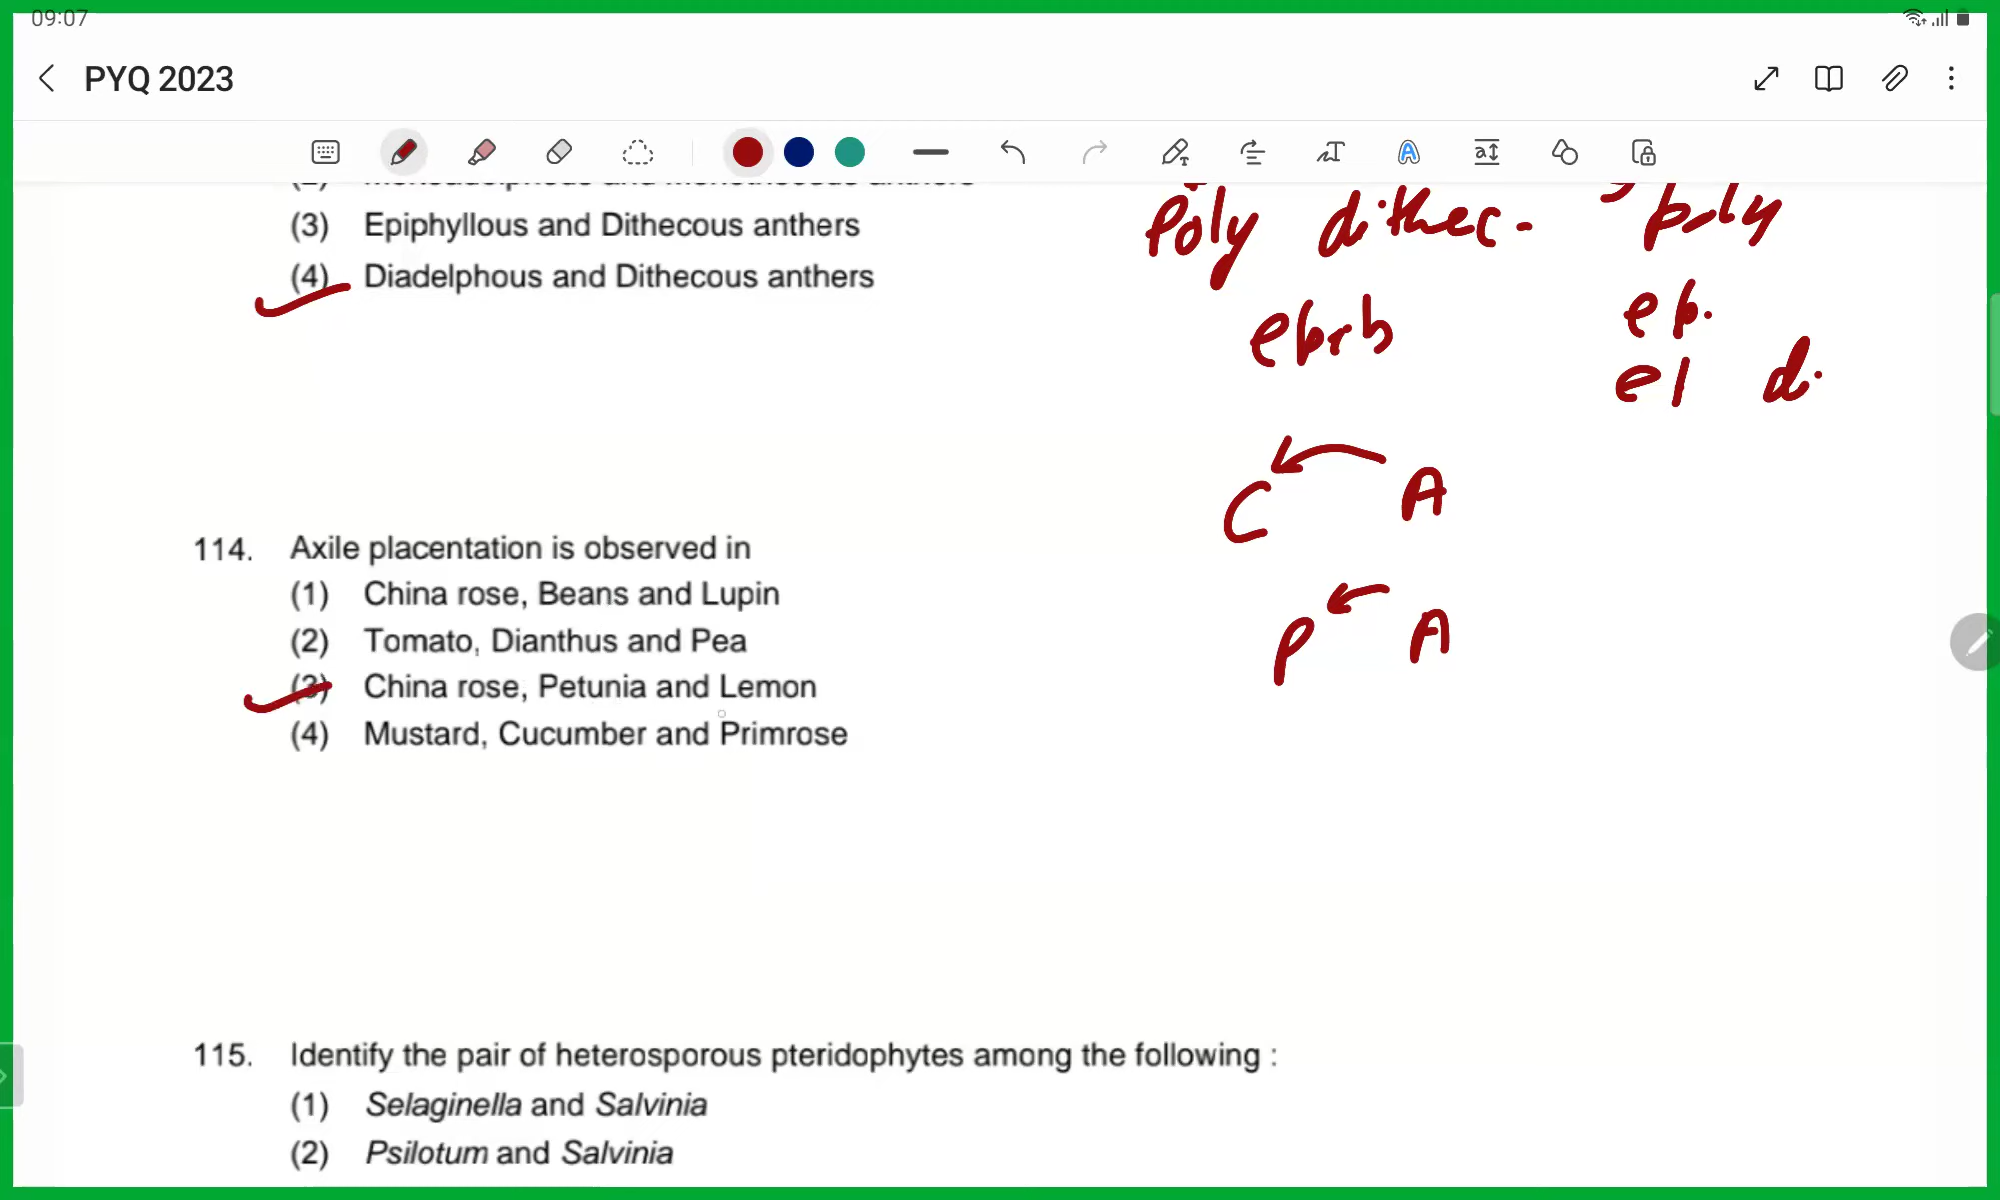 09:07
PYQ 2023
(3) Epiphyllous and Dithecous anthers
(4) Diadelphous and Dithecous anthers
Poly dithec-
poly
ep.
el di
C A
P A
114. Axile placentation is observed in
(1) China rose, Beans and Lupin
(2) Tomato, Dianthus and Pea
(3) China rose, Petunia and Lemon
(4) Mustard, Cucumber and Primrose
115. Identify the pair of heterosporous pteridophytes among the following :
(1) Selaginella and Salvinia
(2) Psilotum and Salvinia